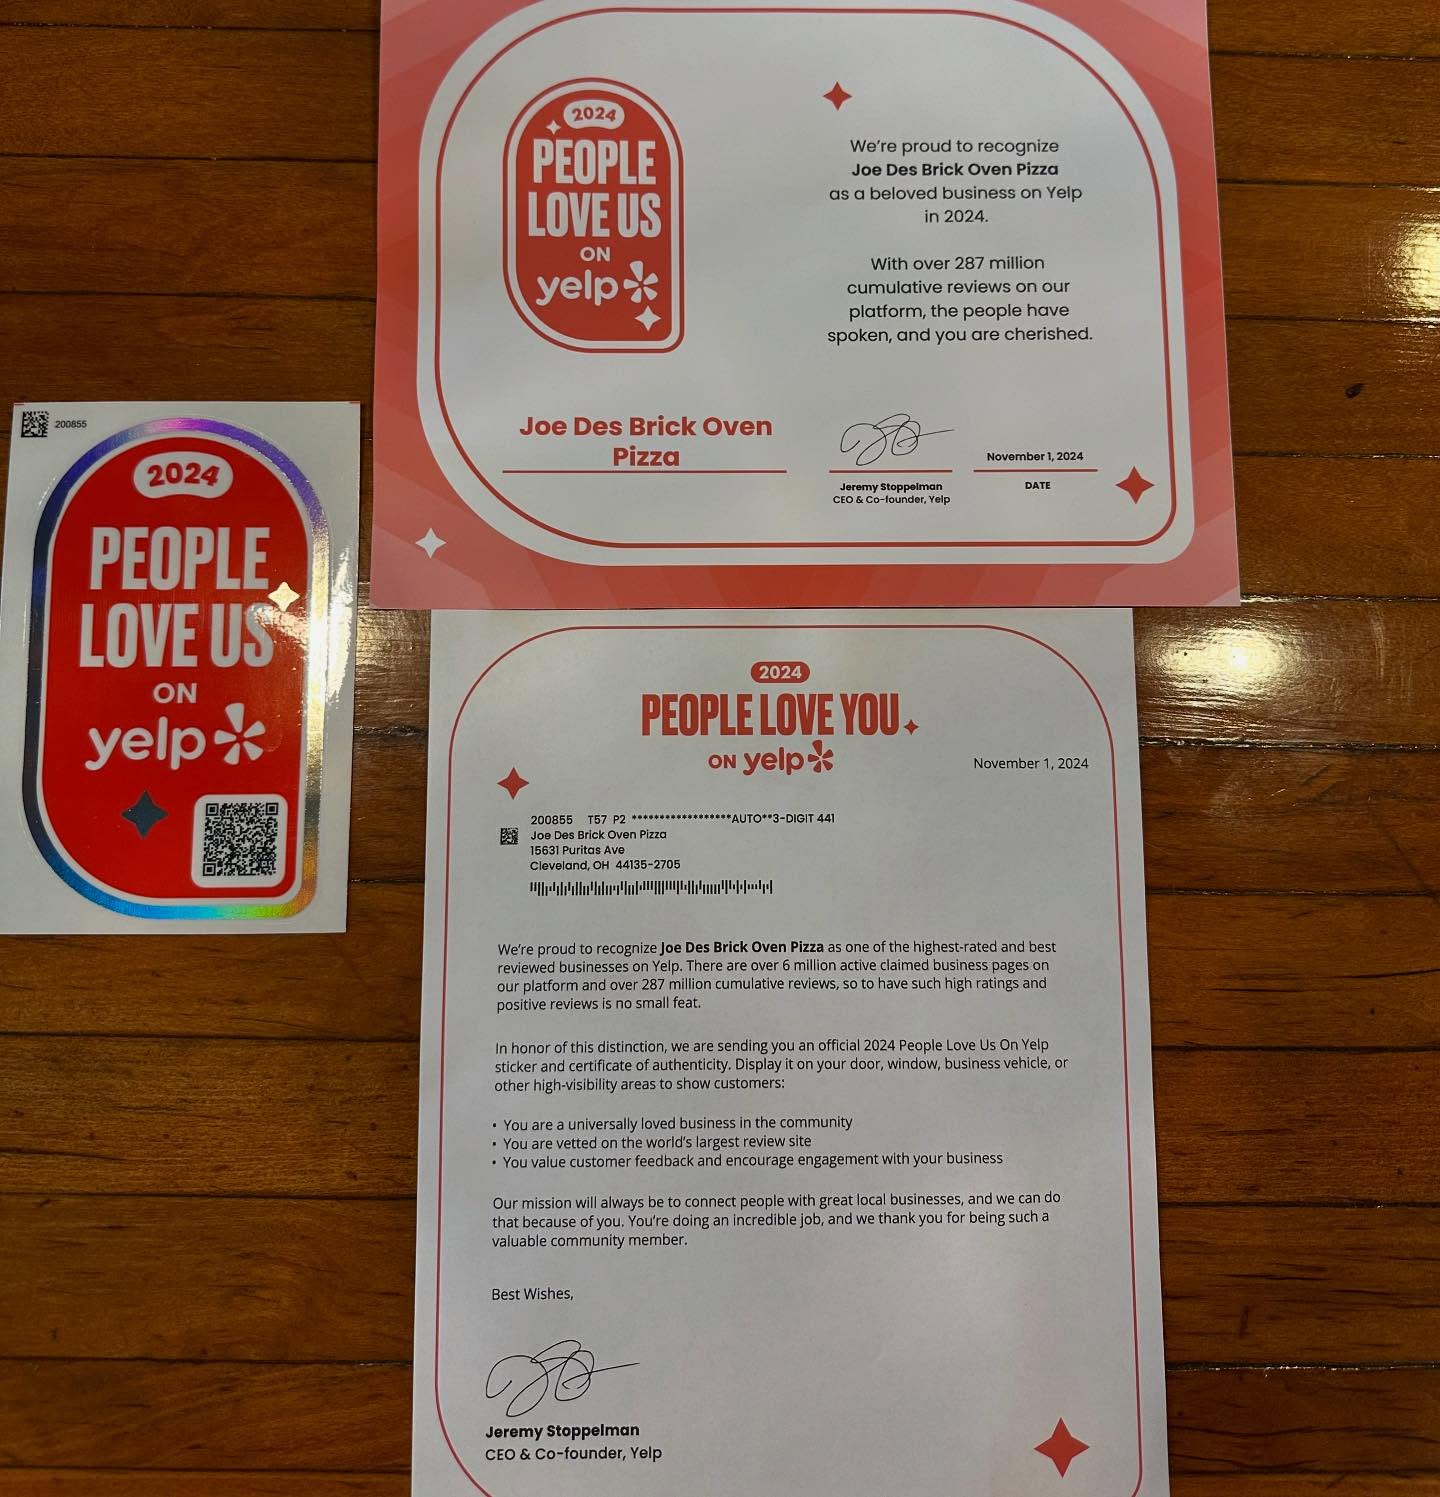 2024
PEOPLE
LOVE US
ON
yelp
We're proud to recognize
Joe Des Brick Oven Pizza
as a beloved business on Yelp
in 2024.
With over 287 million
cumulative reviews on our
platform, the people have
spoken, and you are cherished.
Joe Des Brick Oven
Pizza
Jeremy Stoppelman
CEO & Co-founder, Yelp
November 1, 2024
DATE
200855
2024
PEOPLE
LOVE US
ON
yelp
2024
PEOPLE LOVE YOU
ON yelp
November 1, 2024
200855 T57 P2 ******************AUTO**3-DIGIT 441
Joe Des Brick Oven Pizza
15631 Puritas Ave
Cleveland, OH 44135-2705
We're proud to recognize Joe Des Brick Oven Pizza as one of the highest-rated and best
reviewed businesses on Yelp. There are over 6 million active claimed business pages on
our platform and over 287 million cumulative reviews, so to have such high ratings and
positive reviews is no small feat.
In honor of this distinction, we are sending you an official 2024 People Love Us On Yelp
sticker and certificate of authenticity. Display it on your door, window, business vehicle, or
other high-visibility areas to show customers:
• You are a universally loved business in the community
• You are vetted on the world's largest review site
• You value customer feedback and encourage engagement with your business
Our mission will always be to connect people with great local businesses, and we can do
that because of you. You're doing an incredible job, and we thank you for being such a
valuable community member.
Best Wishes,
Jeremy Stoppelman
CEO & Co-founder, Yelp